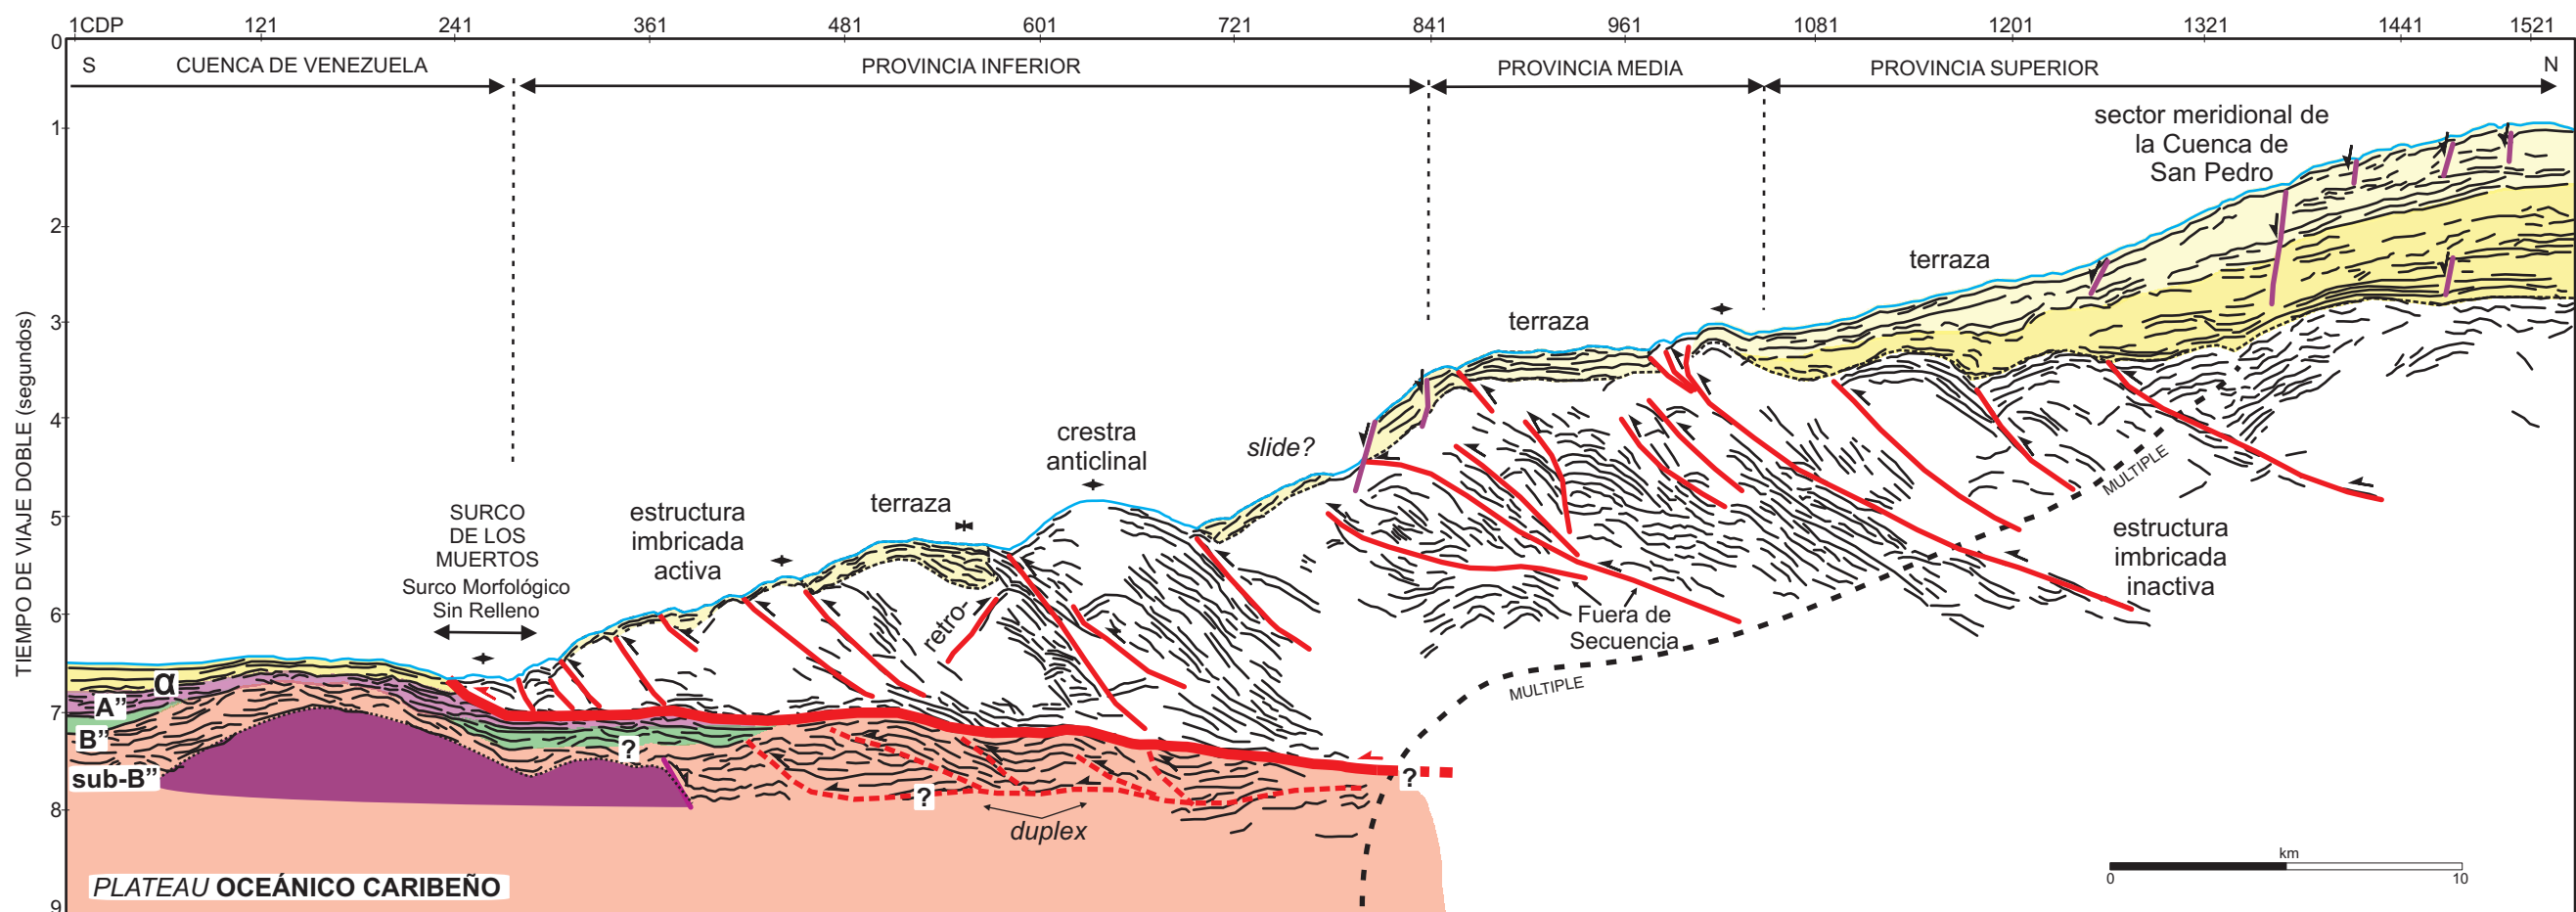 1CDP 121 241 361 481 601 721 841 961 1081 1201 1321 1441 1521
0
S CUENCA DE VENEZUELA PROVINCIA INFERIOR PROVINCIA MEDIA PROVINCIA SUPERIOR N
1
2
3
4
5
6
7
8
9
TIEMPO DE VIAJE DOBLE (segundos)
sector meridional de
la Cuenca de
San Pedro
terraza
terraza
slide?
crestra
anticlinal
terraza
estructura
imbricada
activa
SURCO
DE LOS
MUERTOS
Surco Morfológico
Sin Relleno
retro-
Fuera de
Secuencia
MULTIPLE
MULTIPLE
estructura
imbricada
inactiva
α
A”
B”
sub-B”
?
?
?
duplex
PLATEAU OCEÁNICO CARIBEÑO
km
0 10